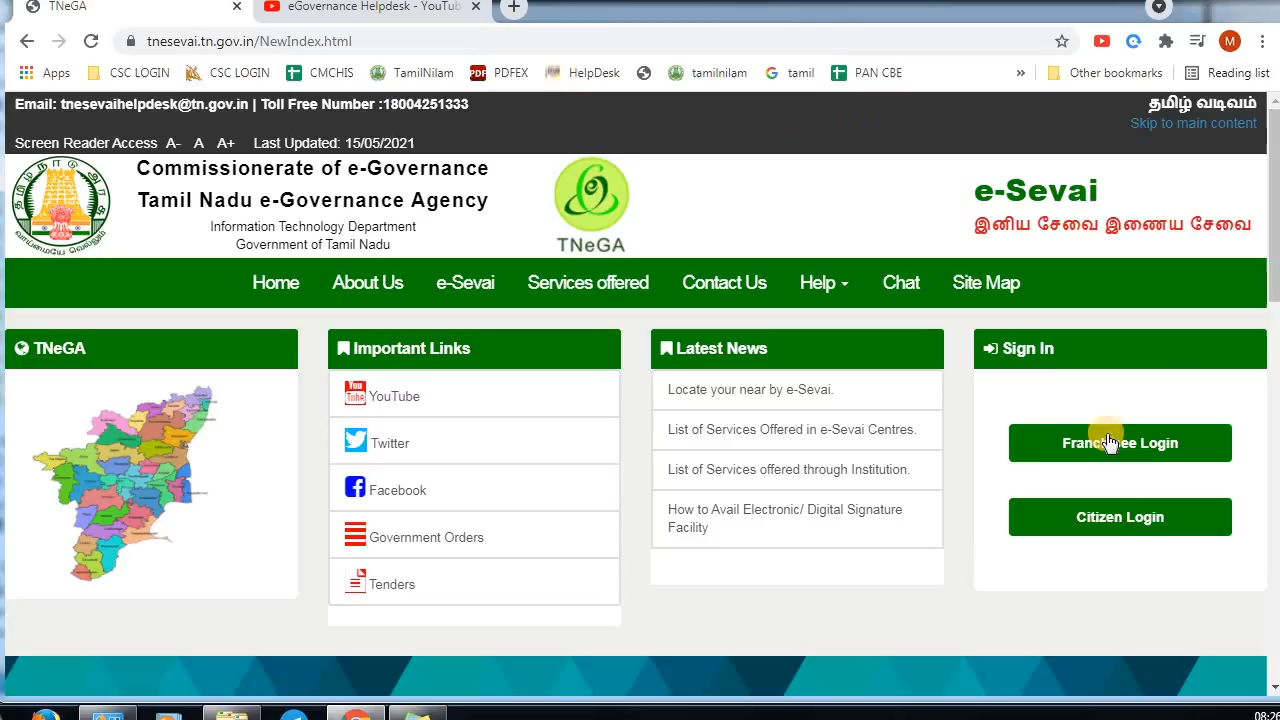 TNeGA
eGovernance Helpdesk - YouTub
tnesevai.tn.gov.in/NewIndex.html
M
Apps
CSC LOGIN
CSC LOGIN
CMCHIS
TamilNilam
PDF
PDFEX
HelpDesk
tamilnilam
tamil
PAN CBE
»
Other bookmarks
Reading list
Email: tnesevaihelpdesk@tn.gov.in | Toll Free Number :18004251333
தமிழ் வடிவம்
Skip to main content
Screen Reader Access A- A A+ Last Updated: 15/05/2021
Commissionerate of e-Governance
Tamil Nadu e-Governance Agency
Information Technology Department
Government of Tamil Nadu
TNeGA
e-Sevai
இனிய சேவை இணைய சேவை
Home About Us e-Sevai Services offered Contact Us Help Chat Site Map
TNeGA
Important Links
YouTube
Twitter
Facebook
Government Orders
Tenders
Latest News
Locate your near by e-Sevai.
List of Services Offered in e-Sevai Centres.
List of Services offered through Institution.
How to Avail Electronic/ Digital Signature
Facility
Sign In
Franchisee Login
Citizen Login
08:26